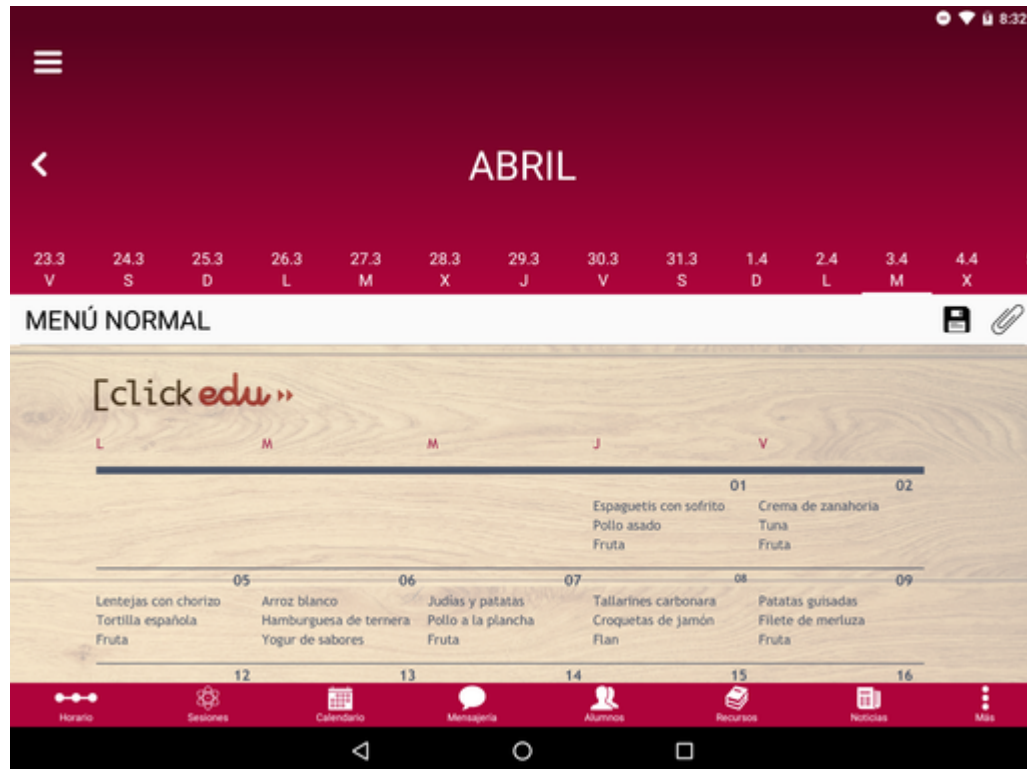 8:32
ABRIL
23.3 24.3 25.3 26.3 27.3 28.3 29.3 30.3 31.3 1.4 2.4 3.4 4.4
V S D L M X J V S D L M X
MENÚ NORMAL
[click edu»
L M M J V
01 02
Espaguetis con sofrito Crema de zanahoria
Pollo asado Tuna
Fruta Fruta
05 06 07 08 09
Lentejas con chorizo Arroz blanco Judías y patatas Tallarines carbonara Patatas guisadas
Tortilla española Hamburguesa de ternera Pollo a la plancha Croquetas de jamón Filete de merluza
Fruta Yogur de sabores Fruta Flan Fruta
12 13 14 15 16
Horario Sesiones Calendario Mensajería Alumnos Recursos Noticias Más